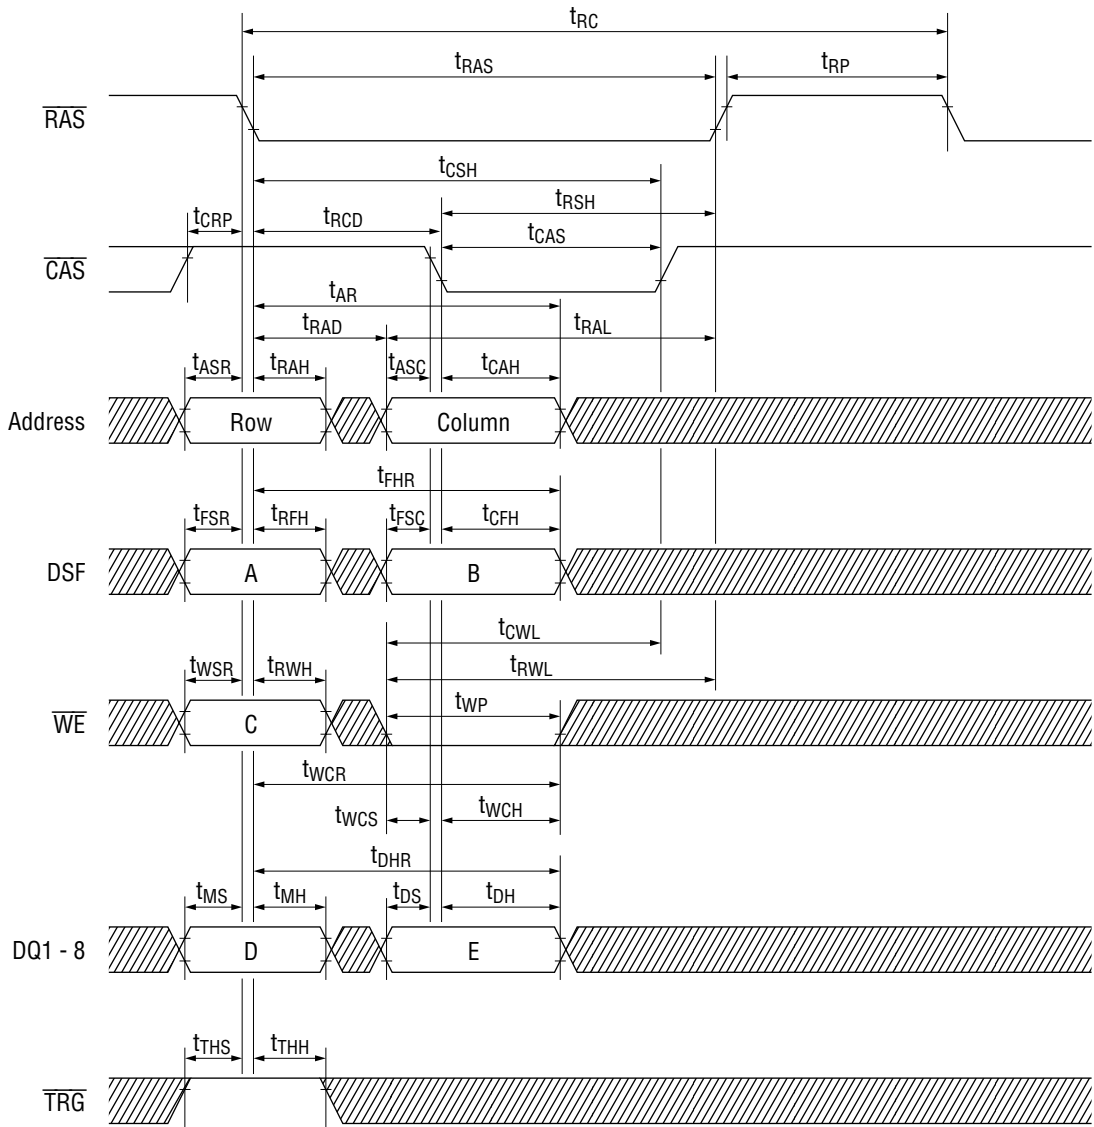 tRC
tRAS tRP
RAS
tCSH
tRSH
tCRP tRCD
tCAS
CAS
tAR
tRAD tRAL
tASR tRAH tASC tCAH
Address Row Column
tFHR
tFSR tRFH tFSC tCFH
DSF A B
tCWL
tWSR tRWH tRWL
tWP
WE C
tWCR
tWCS tWCH
tDHR
tMS tMH tDS tDH
DQ1 - 8 D E
tTHS tTHH
TRG